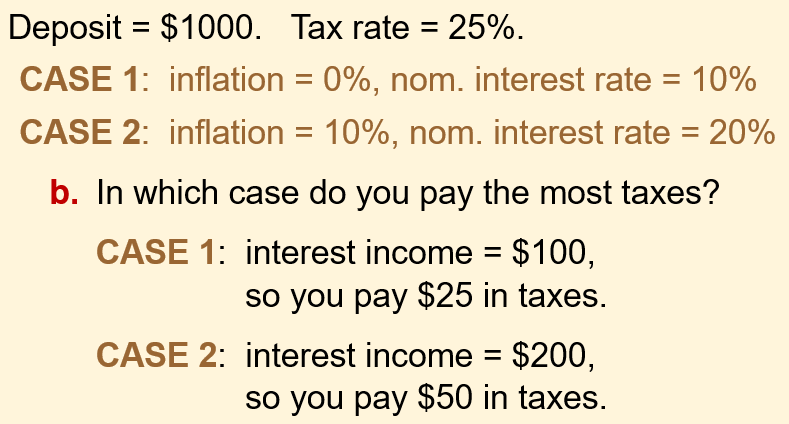 Deposit = $1000. Tax rate = 25%.
CASE 1: inflation = 0%, nom. interest rate = 10%
CASE 2: inflation = 10%, nom. interest rate = 20%
b. In which case do you pay the most taxes?
CASE 1: interest income = $100,
so you pay $25 in taxes.
CASE 2: interest income = $200,
so you pay $50 in taxes.